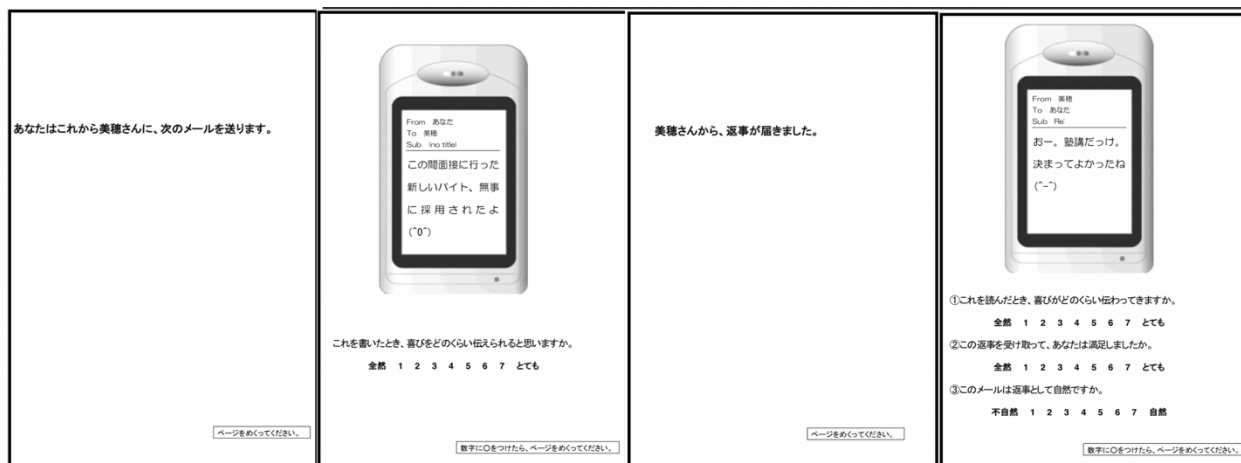 あなたはこれから美穂さんに、次のメールを送ります。
ページをめくってください。
From あなた
To 美穂
Sub (no title)
この間面接に行った
新しいバイト、無事
に採用されたよ
(^0^)
これを書いたとき、喜びをどのくらい伝えられると思いますか。
全然 1 2 3 4 5 6 7 とても
数字に○をつけたら、ページをめくってください。
美穂さんから、返事が届きました。
ページをめくってください。
From 美穂
To あなた
Sub Re:
おー。塾講だっけ。
決まってよかったね
(^-^)
①これを読んだとき、喜びがどのくらい伝わってきますか。
全然 1 2 3 4 5 6 7 とても
②この返事を受け取って、あなたは満足しましたか。
全然 1 2 3 4 5 6 7 とても
③このメールは返事として自然ですか。
不自然 1 2 3 4 5 6 7 自然
数字に○をつけたら、ページをめくってください。